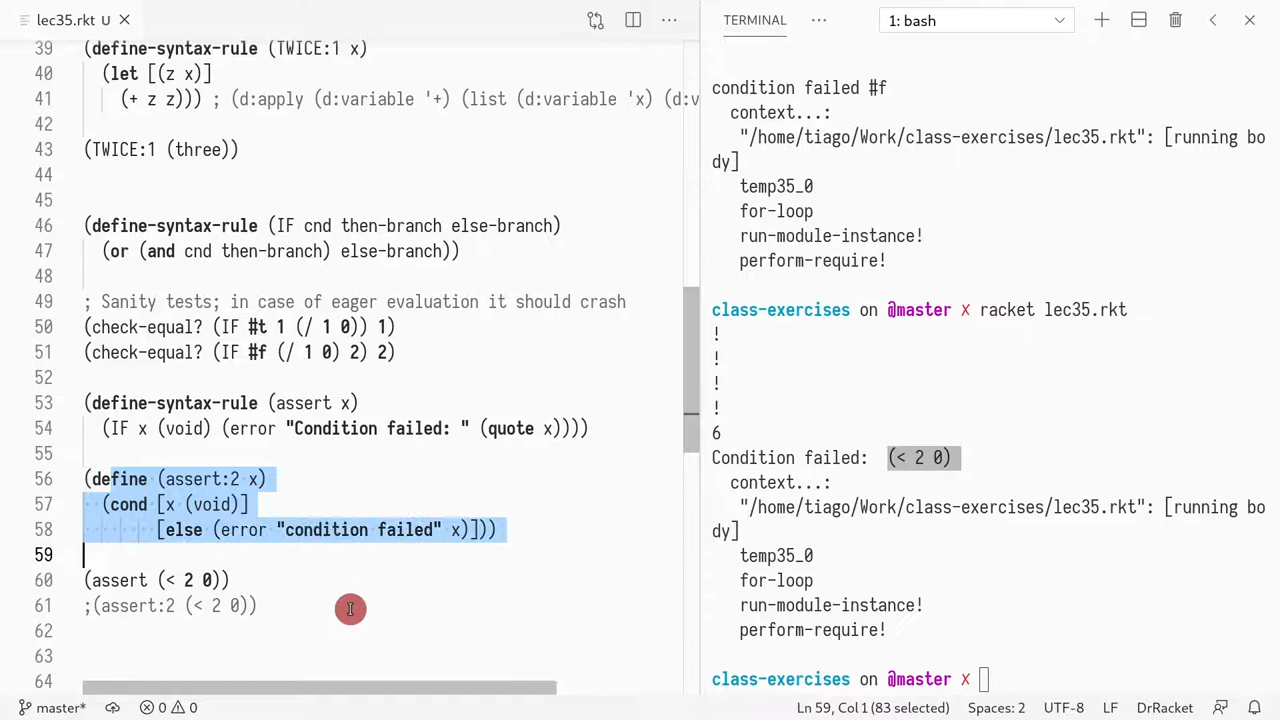 lec35.rkt U
39 (define-syntax-rule (TWICE:1 x)
40 (let [(z x)]
41 (+ z z))) ; (d:apply (d:variable '+) (list (d:variable 'x) (d:v
42
43 (TWICE:1 (three))
44
45
46 (define-syntax-rule (IF cnd then-branch else-branch)
47 (or (and cnd then-branch) else-branch))
48
49 ; Sanity tests; in case of eager evaluation it should crash
50 (check-equal? (IF #t 1 (/ 1 0)) 1)
51 (check-equal? (IF #f (/ 1 0) 2) 2)
52
53 (define-syntax-rule (assert x)
54 (IF x (void) (error "Condition failed: " (quote x))))
55
56 (define (assert:2 x)
57 (cond [x (void)]
58 [else (error "condition failed" x)]))
59
60 (assert (< 2 0))
61 ;(assert:2 (< 2 0))
62
63
64
TERMINAL ··· 1: bash
condition failed #f
context...:
"/home/tiago/Work/class-exercises/lec35.rkt": [running bo
dy]
temp35_0
for-loop
run-module-instance!
perform-require!
class-exercises on @master X racket lec35.rkt
!
!
!
!
6
Condition failed: (< 2 0)
context...:
"/home/tiago/Work/class-exercises/lec35.rkt": [running bo
dy]
temp35_0
for-loop
run-module-instance!
perform-require!
class-exercises on @master X
master* 0 0 Ln 59, Col 1 (83 selected) Spaces: 2 UTF-8 LF DrRacket